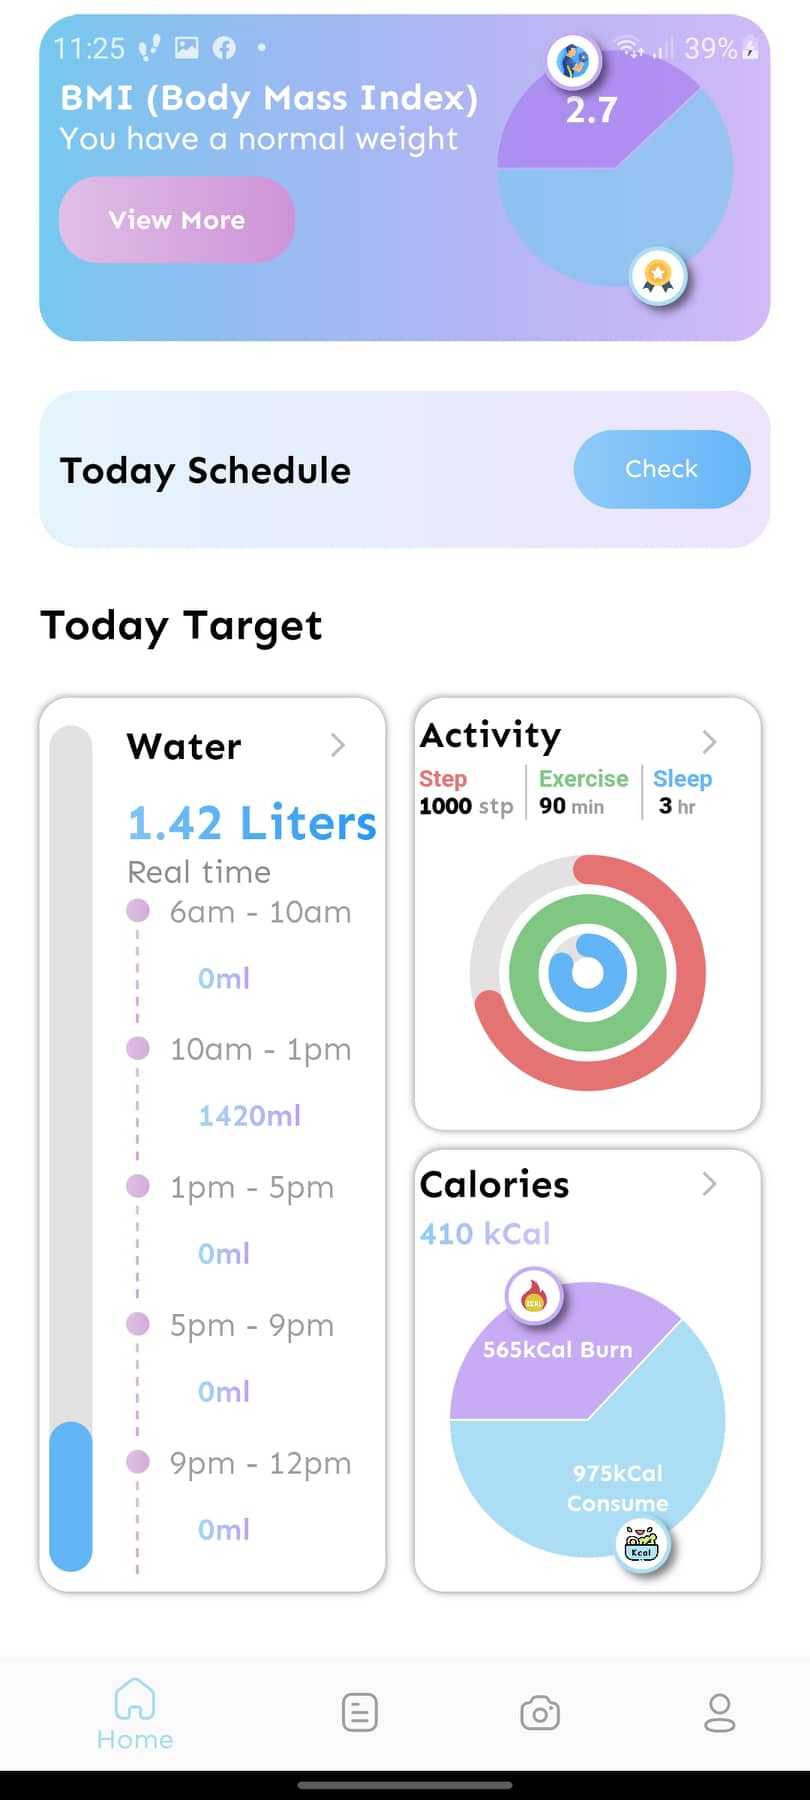 11:25 39%
BMI (Body Mass Index)
You have a normal weight
2.7
View More
Today Schedule
Check
Today Target
Water
1.42 Liters
Real time
6am - 10am
0ml
10am - 1pm
1420ml
1pm - 5pm
0ml
5pm - 9pm
0ml
9pm - 12pm
0ml
Activity
Step Exercise Sleep
1000 stp 90 min 3 hr
Calories
410 kCal
565kCal Burn
975kCal
Consume
Kcal
Home